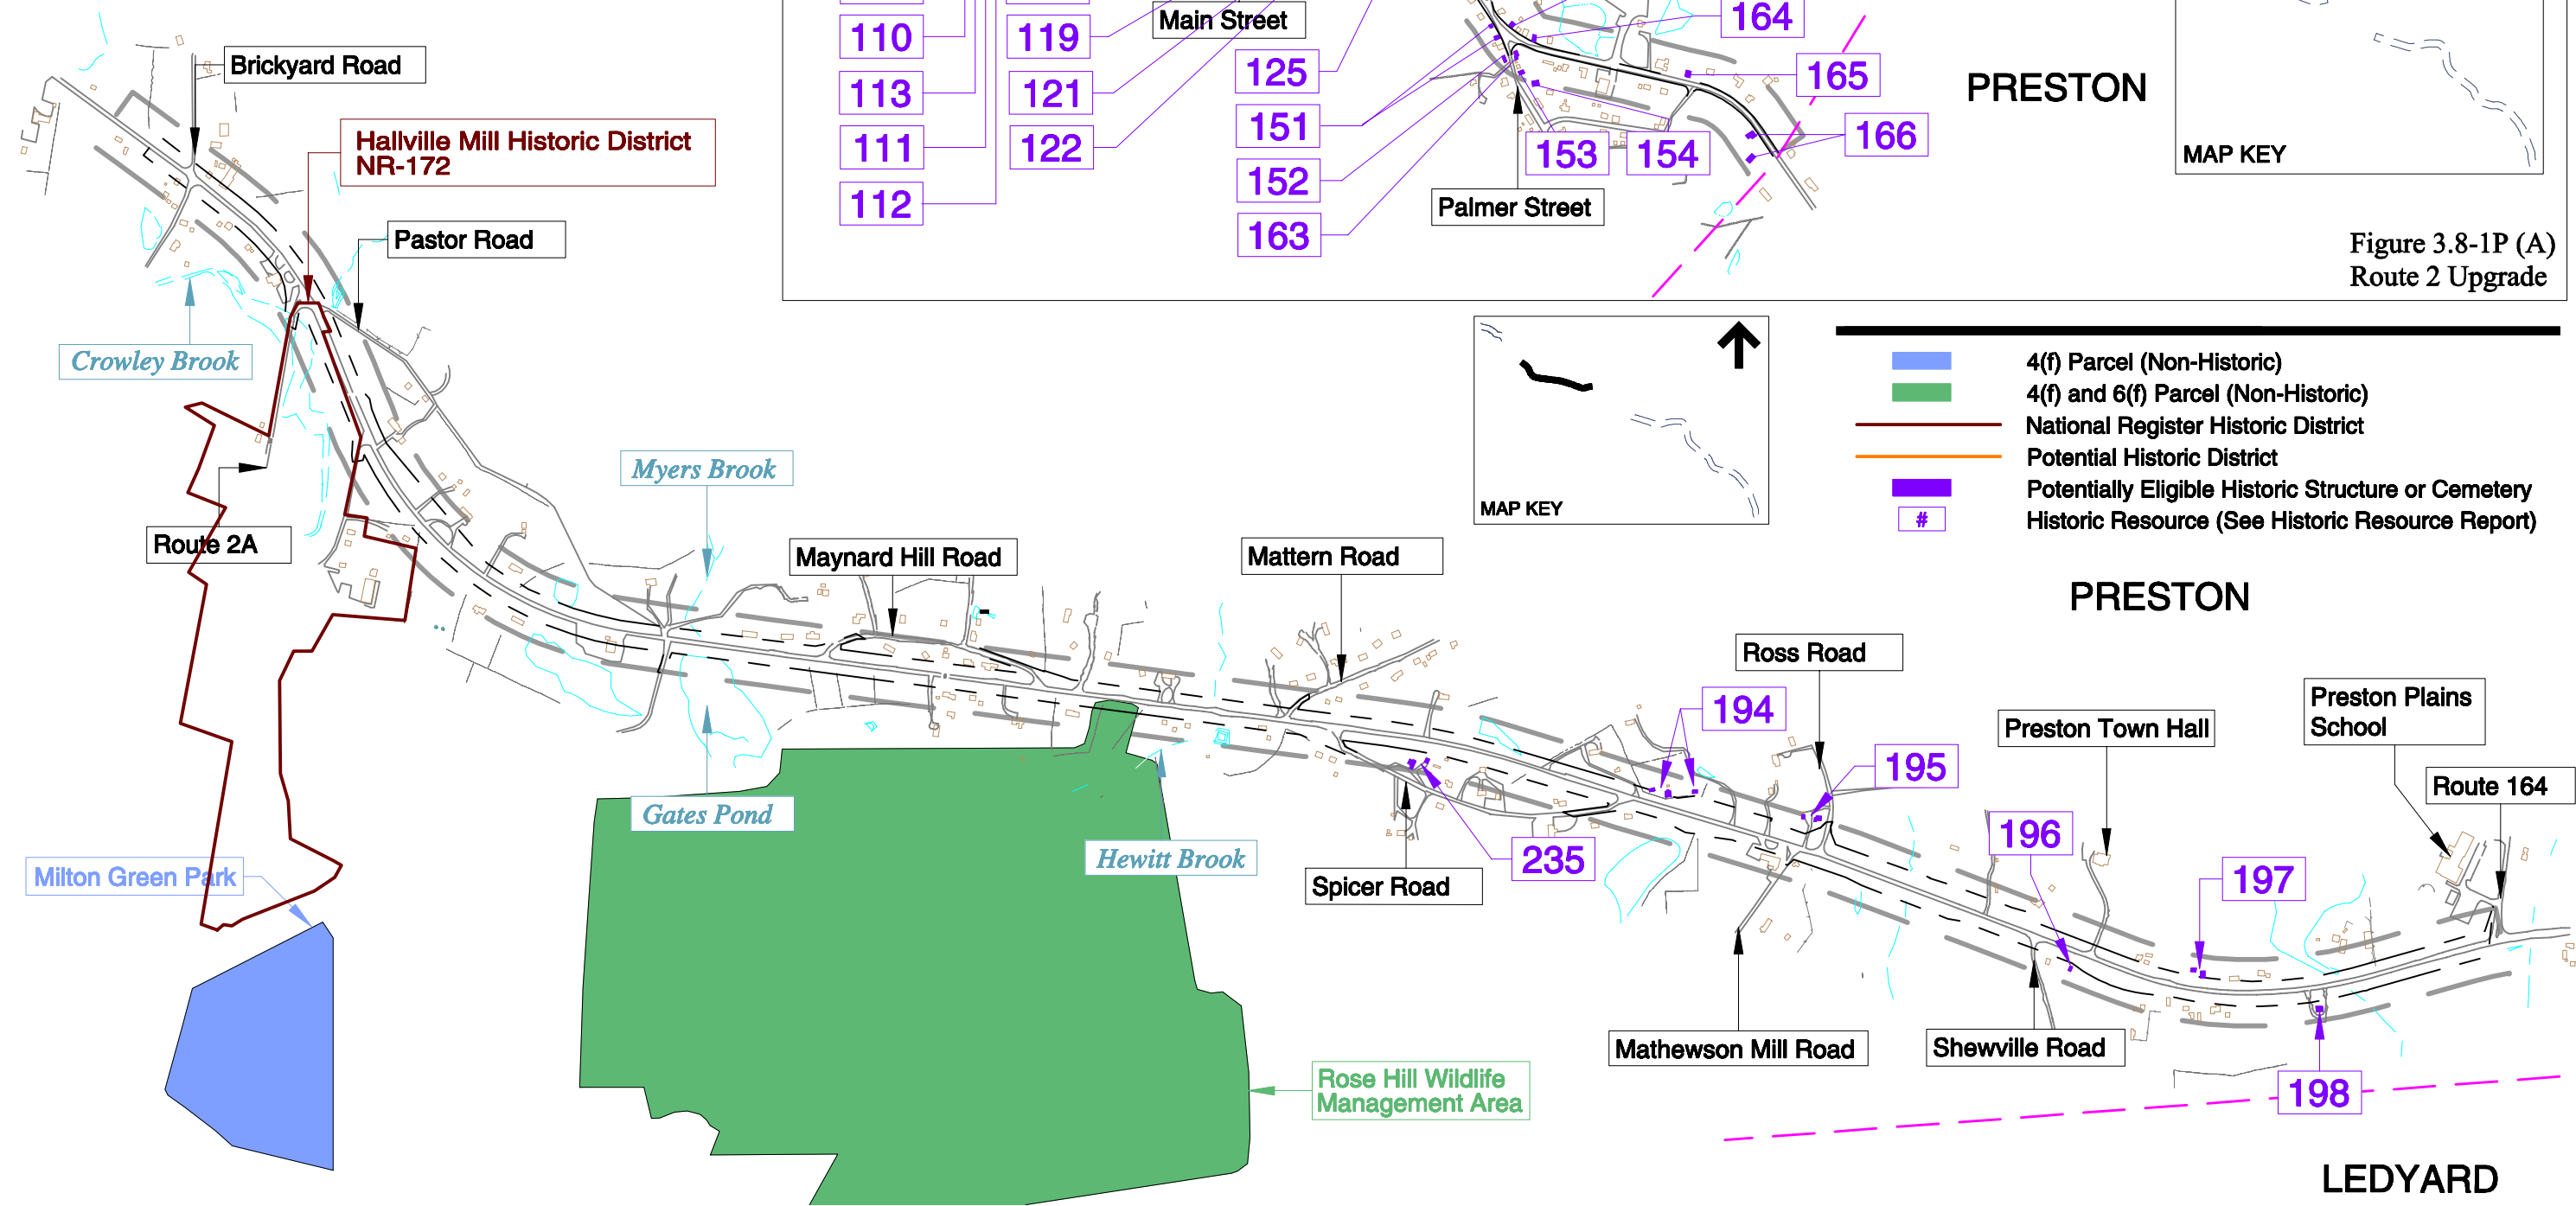 Main Street
110
119
164
113
121
125
165
PRESTON
111
122
151
153
154
166
112
152
163
Palmer Street
MAP KEY
Figure 3.8-1P (A)
Route 2 Upgrade
Brickyard Road
Hallville Mill Historic District
NR-172
Pastor Road
Crowley Brook
Route 2A
Myers Brook
Maynard Hill Road
Mattern Road
MAP KEY
4(f) Parcel (Non-Historic)
4(f) and 6(f) Parcel (Non-Historic)
National Register Historic District
Potential Historic District
Potentially Eligible Historic Structure or Cemetery
#
Historic Resource (See Historic Resource Report)
PRESTON
Ross Road
194
195
Preston Town Hall
Preston Plains
School
Route 164
Gates Pond
Hewitt Brook
Milton Green Park
Spicer Road
235
196
197
Mathewson Mill Road
Shewville Road
198
Rose Hill Wildlife
Management Area
LEDYARD